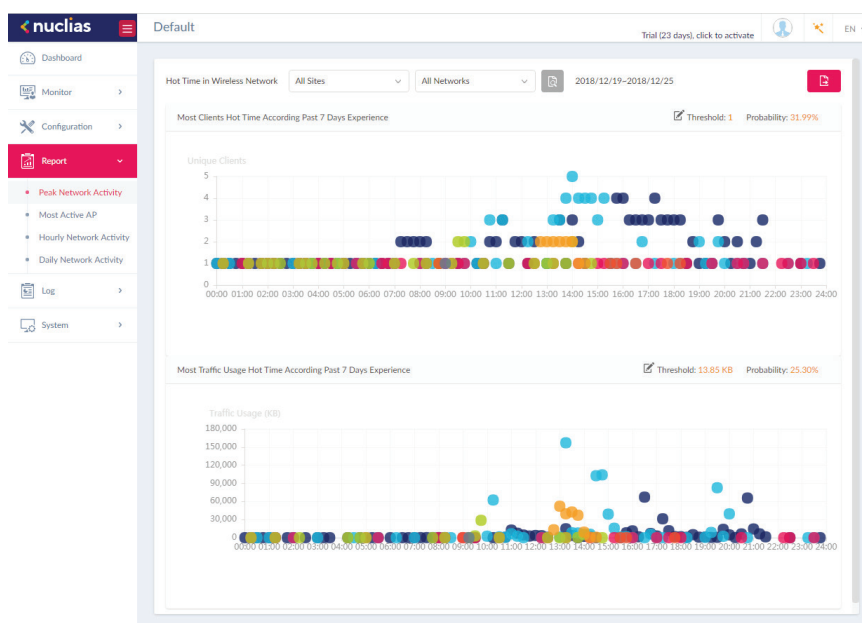 nuclias
Default
Trial (23 days), click to activate
EN
Dashboard
Monitor
Configuration
Report
Peak Network Activity
Most Active AP
Hourly Network Activity
Daily Network Activity
Log
System
Hot Time in Wireless Network
All Sites
All Networks
2018/12/19~2018/12/25
Most Clients Hot Time According Past 7 Days Experience
Threshold: 1 Probability: 31.99%
Unique Clients
5
4
3
2
1
0
00:00 01:00 02:00 03:00 04:00 05:00 06:00 07:00 08:00 09:00 10:00 11:00 12:00 13:00 14:00 15:00 16:00 17:00 18:00 19:00 20:00 21:00 22:00 23:00 24:00
Most Traffic Usage Hot Time According Past 7 Days Experience
Threshold: 13.85 KB Probability: 25.30%
Traffic Usage (KB)
180,000
150,000
120,000
90,000
60,000
30,000
0
00:00 01:00 02:00 03:00 04:00 05:00 06:00 07:00 08:00 09:00 10:00 11:00 12:00 13:00 14:00 15:00 16:00 17:00 18:00 19:00 20:00 21:00 22:00 23:00 24:00